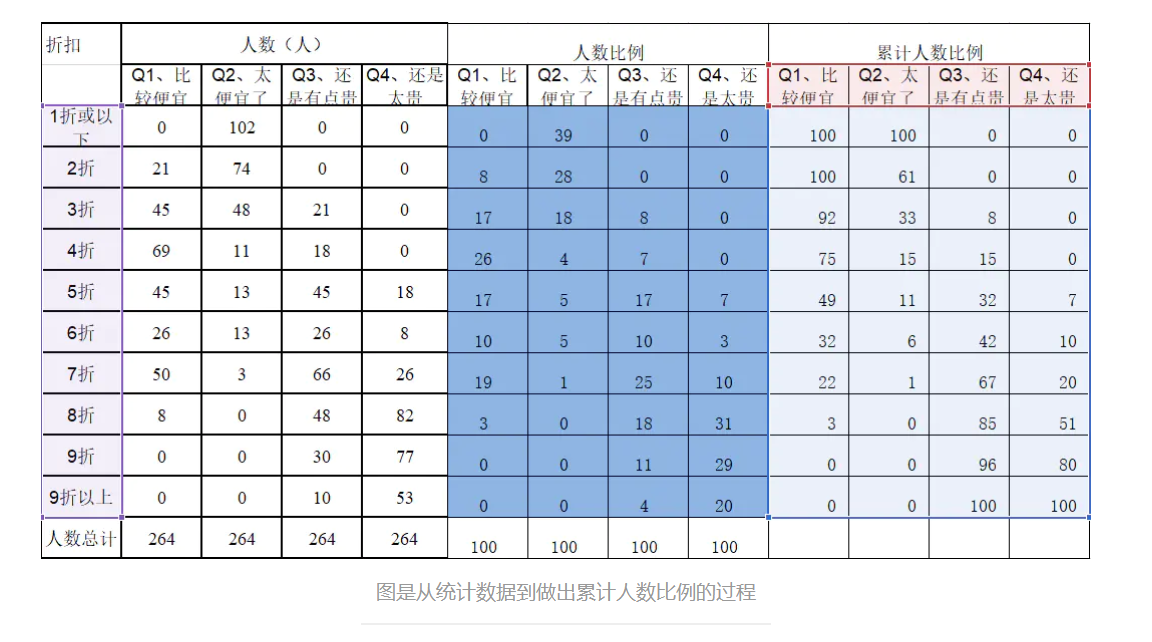 折扣 人数（人） 人数比例 累计人数比例
Q1、比较便宜 Q2、太便宜了 Q3、还是有点贵 Q4、还是太贵 Q1、比较便宜 Q2、太便宜了 Q3、还是有点贵 Q4、还是太贵 Q1、比较便宜 Q2、太便宜了 Q3、还是有点贵 Q4、还是太贵
1折或以下 0 102 0 0 0 39 0 0 100 100 0 0
2折 21 74 0 0 8 28 0 0 100 61 0 0
3折 45 48 21 0 17 18 8 0 92 33 8 0
4折 69 11 18 0 26 4 7 0 75 15 15 0
5折 45 13 45 18 17 5 17 7 49 11 32 7
6折 26 13 26 8 10 5 10 3 32 6 42 10
7折 50 3 66 26 19 1 25 10 22 1 67 20
8折 8 0 48 82 3 0 18 31 3 0 85 51
9折 0 0 30 77 0 0 11 29 0 0 96 80
9折以上 0 0 10 53 0 0 4 20 0 0 100 100
人数总计 264 264 264 264 100 100 100 100
图是从统计数据到做出累计人数比例的过程